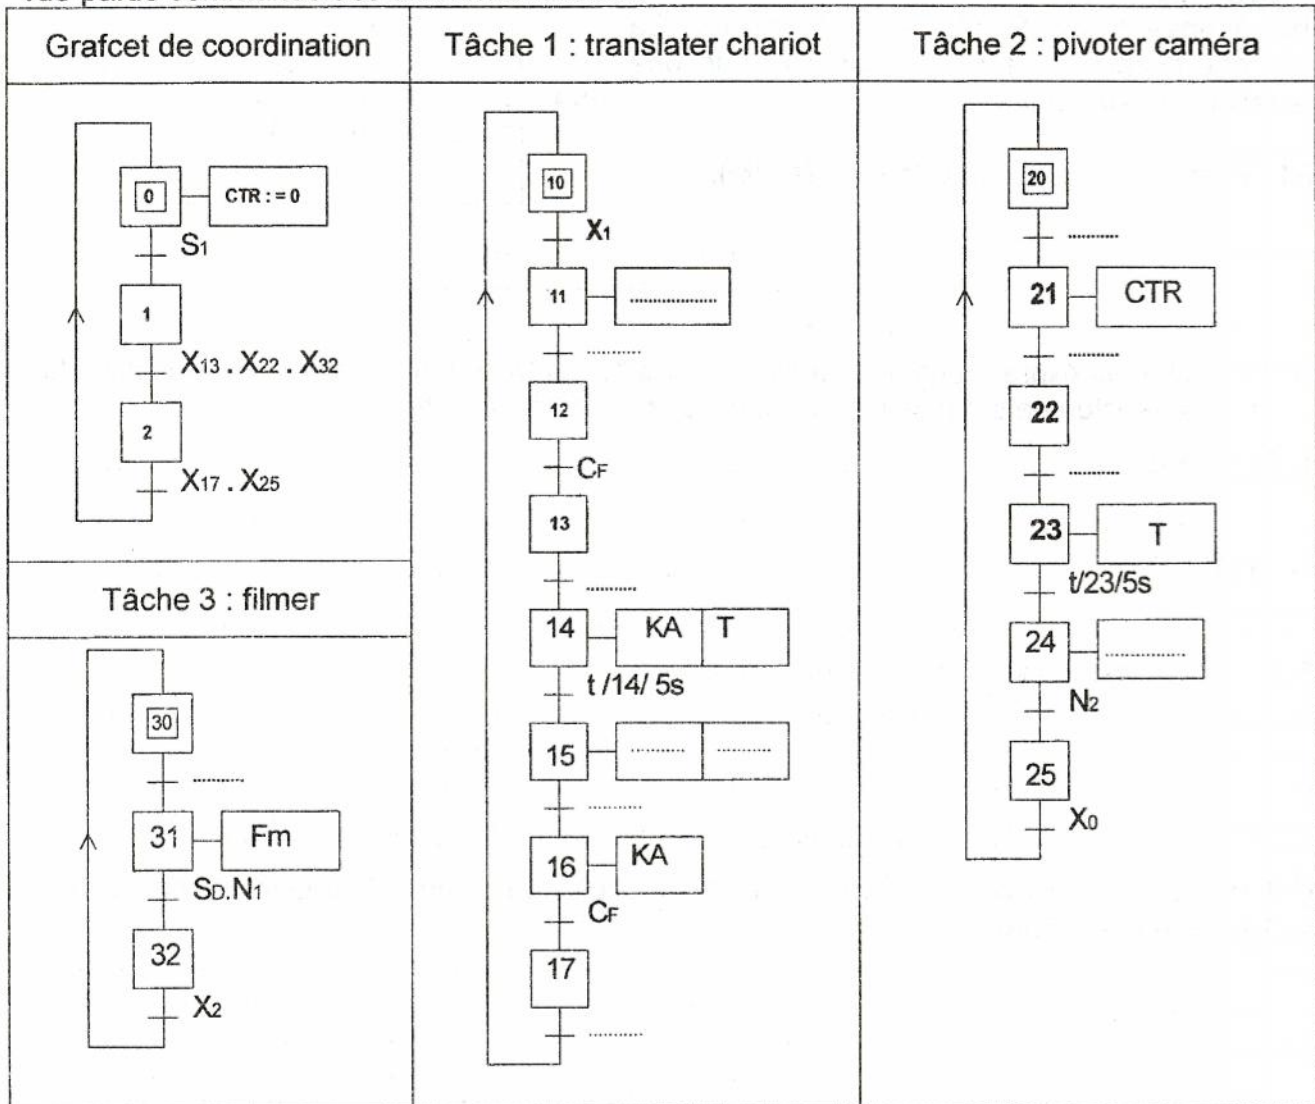 Grafcet de coordination
0
CTR : = 0
S1
1
X13 . X22 . X32
2
X17 . X25
Tâche 3 : filmer
30
..........
31
Fm
SD.N1
32
X2
Tâche 1 : translater chariot
10
X1
11
..................
..........
12
CF
13
..........
14
KA
T
t /14/ 5s
15
..........
..........
..........
16
KA
CF
17
..........
Tâche 2 : pivoter caméra
20
..........
21
CTR
..........
22
..........
23
T
t/23/5s
24
................
N2
25
X0